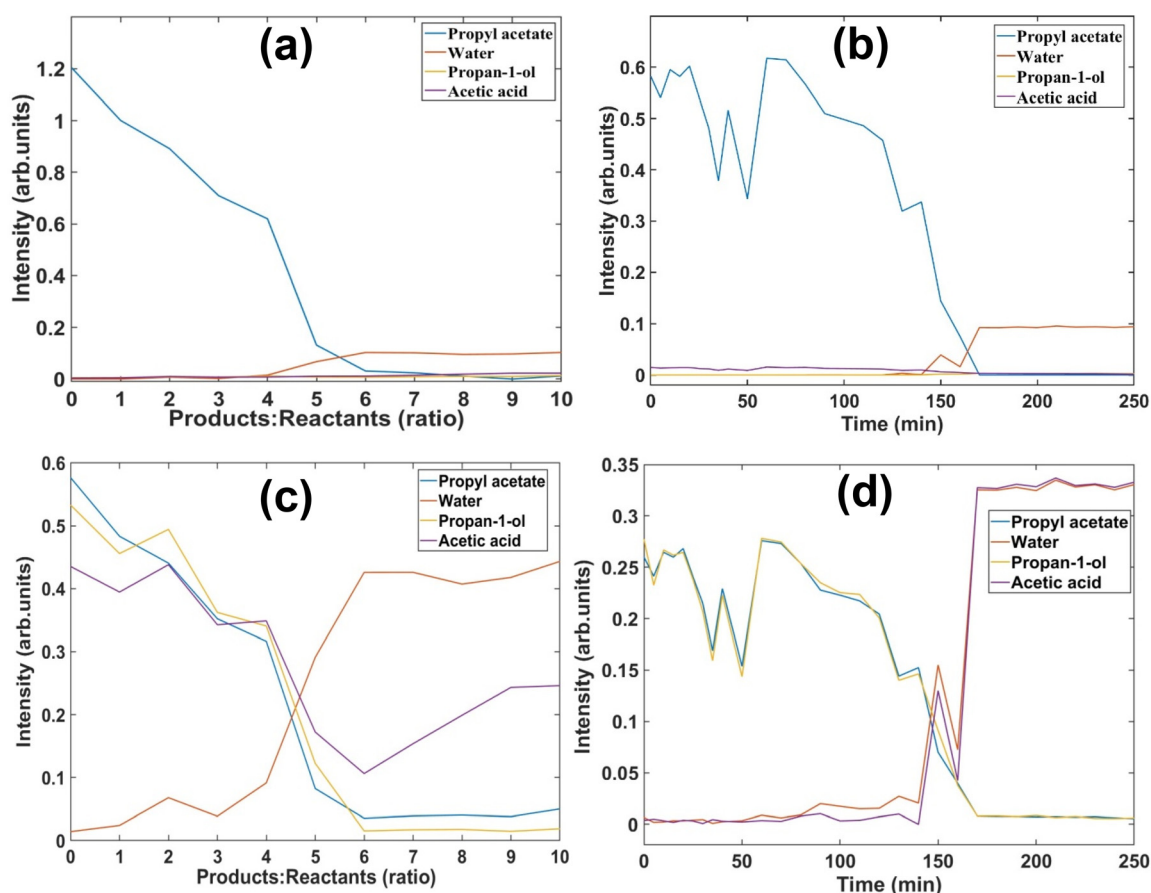 (a)
Propyl acetate
Water
Propan-1-ol
Acetic acid
Intensity (arb.units)
1.2
1
0.8
0.6
0.4
0.2
0
0 1 2 3 4 5 6 7 8 9 10
Products:Reactants (ratio)
(b)
Propyl acetate
Water
Propan-1-ol
Acetic acid
Intensity (arb.units)
0.6
0.5
0.4
0.3
0.2
0.1
0
0 50 100 150 200 250
Time (min)
(c)
Propyl acetate
Water
Propan-1-ol
Acetic acid
Intensity (arb.units)
0.6
0.5
0.4
0.3
0.2
0.1
0
0 1 2 3 4 5 6 7 8 9 10
Products:Reactants (ratio)
(d)
Propyl acetate
Water
Propan-1-ol
Acetic acid
Intensity (arb.units)
0.35
0.3
0.25
0.2
0.15
0.1
0.05
0
0 50 100 150 200 250
Time (min)